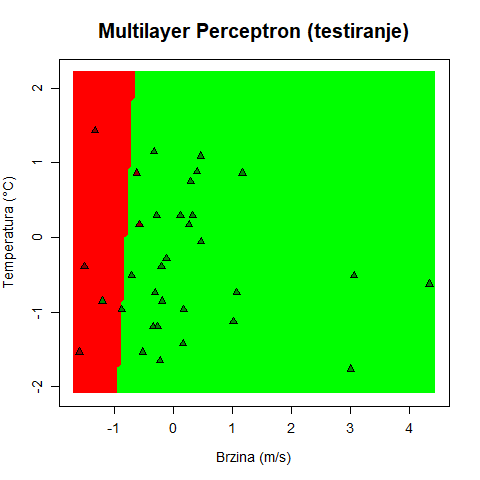 Multilayer Perceptron (testiranje)
Temperatura (°C)
2
1
0
-1
-2
-1 0 1 2 3 4
Brzina (m/s)